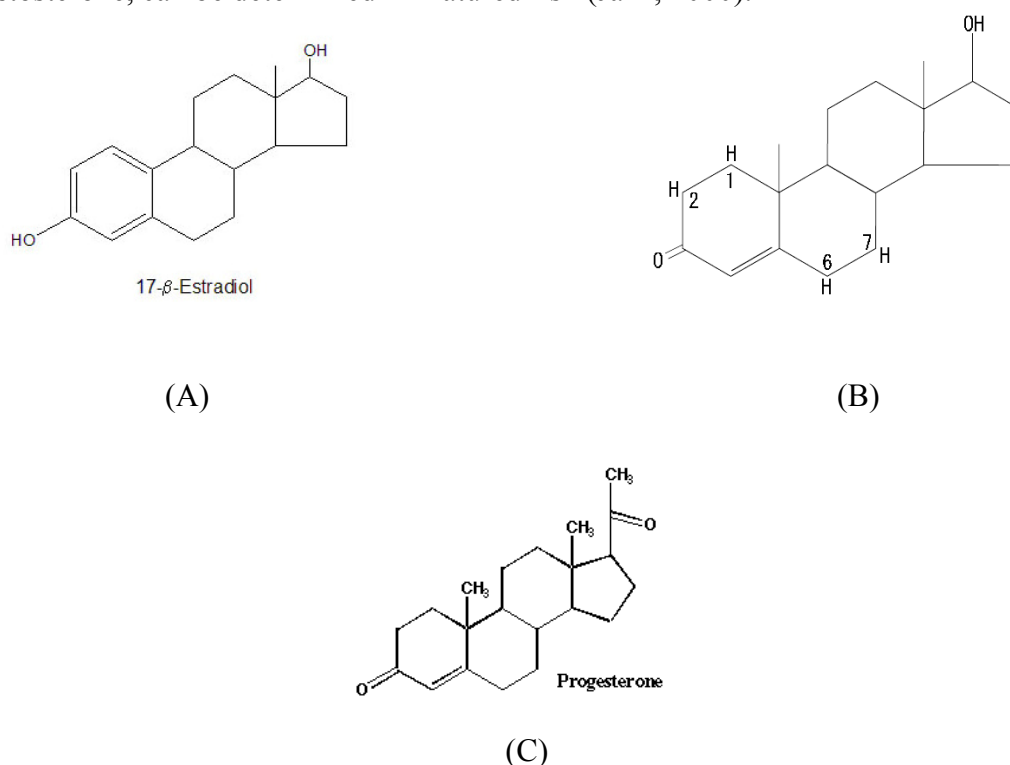 OH
HO
17-β-Estradiol
(A)
OH
H
1
H
2
7
H
O
6
H
(B)
CH3
O
CH3
CH3
O
Progesterone
(C)